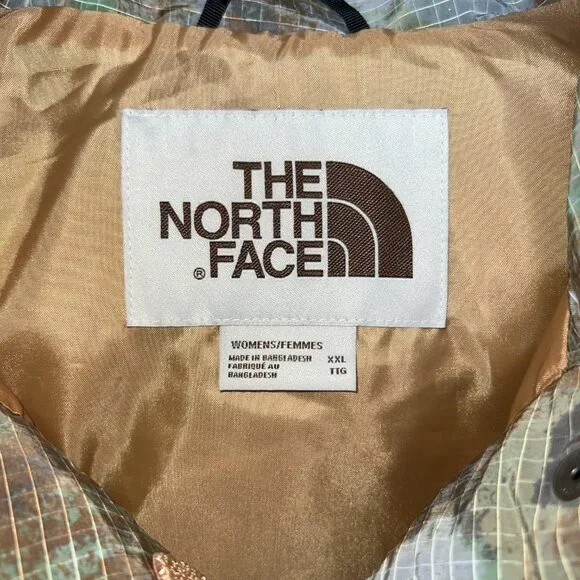 THE
NORTH
FACE
®
WOMENS/FEMMES
MADE IN BANGLADESH XXL
FABRIQUÉ AU TTG
BANGLADESH